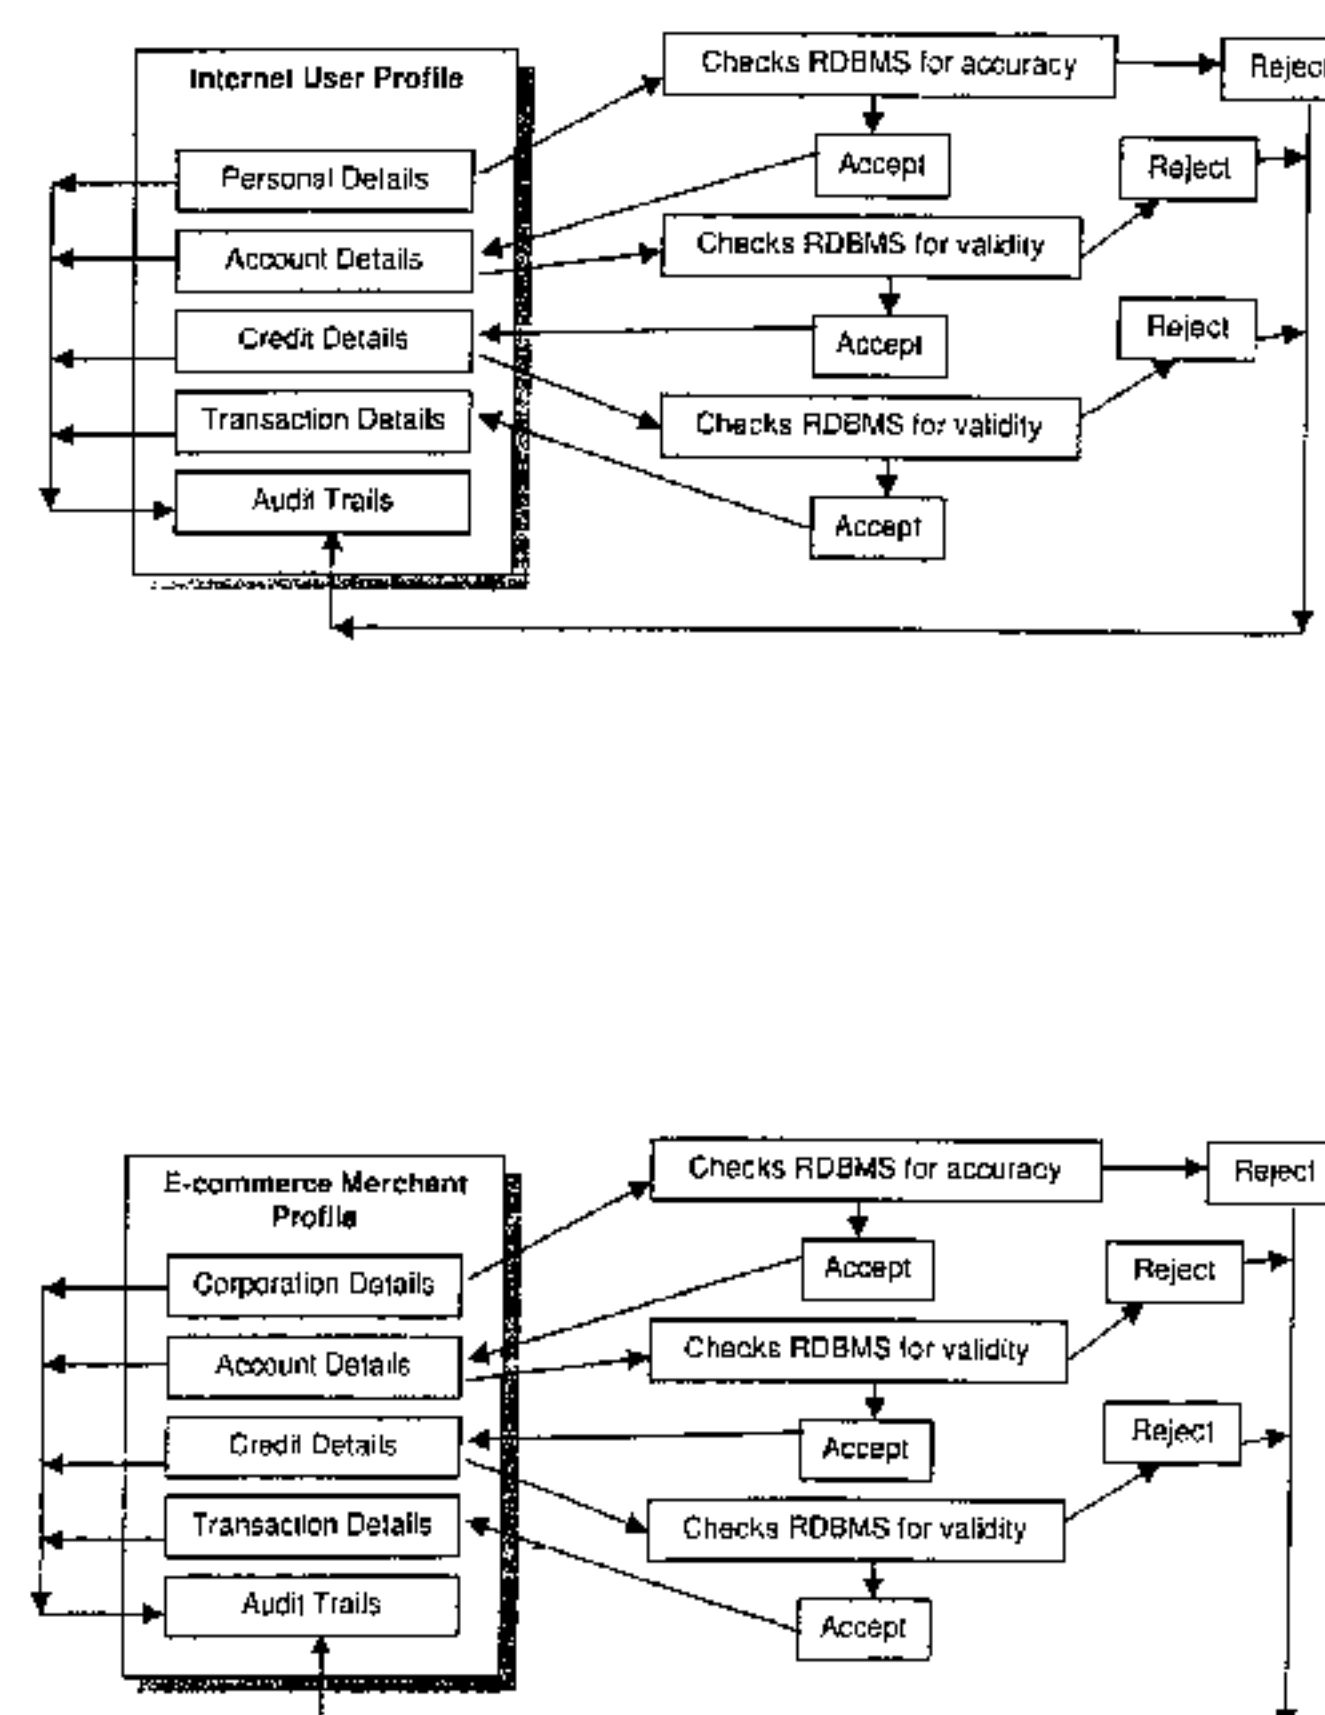 Internet User Profile
Checks RDBMS for accuracy
Reject
Personal Details
Accept
Reject
Account Details
Checks RDBMS for validity
Credit Details
Accept
Reject
Transaction Details
Checks RDBMS for validity
Audit Trails
Accept
E-commerce Merchant
Profile
Checks RDBMS for accuracy
Reject
Corporation Details
Accept
Reject
Account Details
Checks RDBMS for validity
Credit Details
Accept
Reject
Transaction Details
Checks RDBMS for validity
Audit Trails
Accept